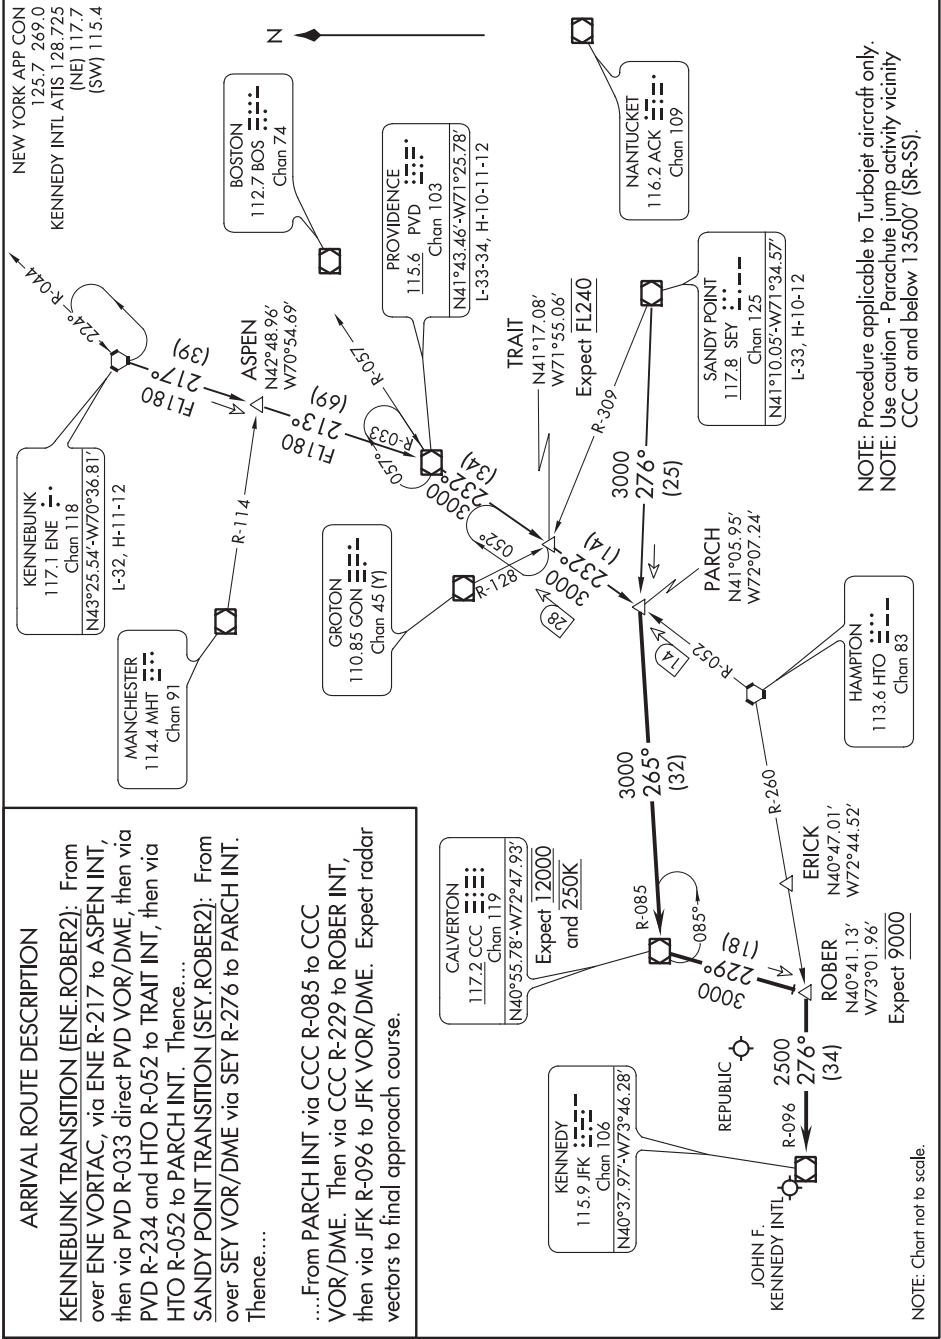 ARRIVAL ROUTE DESCRIPTION
KENNEBUNK TRANSITION (ENE.ROBER2): From
over ENE VORTAC, via ENE R-217 to ASPEN INT,
then via PVD R-033 direct PVD VOR/DME, then via
PVD R-234 and HTO R-052 to TRAIT INT, then via
HTO R-052 to PARCH INT. Thence....
SANDY POINT TRANSITION (SEY.ROBER2): From
over SEY VOR/DME via SEY R-276 to PARCH INT.
Thence....
....From PARCH INT via CCC R-085 to CCC
VOR/DME. Then via CCC R-229 to ROBER INT,
then via JFK R-096 to JFK VOR/DME. Expect radar
vectors to final approach course.
NEW YORK APP CON
125.7 269.0
KENNEDY INTL ATIS 128.725
(NE) 117.7
(SW) 115.4
N
KENNEBUNK
117.1 ENE
Chan 118
N43°25.54'-W70°36.81'
L-32, H-11-12
224°
R-044
FL180
217°
(39)
MANCHESTER
114.4 MHT
Chan 91
R-114
ASPEN
N42°48.96'
W70°54.69'
FL180
213°
(69)
BOSTON
112.7 BOS
Chan 74
PROVIDENCE
115.6 PVD
Chan 103
N41°43.46'-W71°25.78'
L-33-34, H-10-11-12
R-057
R-033
057°
3000
232°
(34)
GROTON
110.85 GON
Chan 45 (Y)
R-128
052°
TRAIT
N41°17.08'
W71°55.06'
Expect FL240
28
3000
232°
(14)
R-309
NANTUCKET
116.2 ACK
Chan 109
SANDY POINT
117.8 SEY
Chan 125
N41°10.05'-W71°34.57'
L-33, H-10-12
3000
276°
(25)
PARCH
N41°05.95'
W72°07.24'
14
R-052
HAMPTON
113.6 HTO
Chan 83
R-260
3000
265°
(32)
CALVERTON
117.2 CCC
Chan 119
N40°55.78'-W72°47.93'
Expect 12000
and 250K
R-085
085°
3000
229°
(18)
ERICK
N40°47.01'
W72°44.52'
ROBER
N40°41.13'
W73°01.96'
Expect 9000
REPUBLIC
2500
276°
(34)
R-096
KENNEDY
115.9 JFK
Chan 106
N40°37.97'-W73°46.28'
JOHN F.
KENNEDY INTL
NOTE: Procedure applicable to Turbojet aircraft only.
NOTE: Use caution - Parachute jump activity vicinity
CCC at and below 13500' (SR-SS).
NOTE: Chart not to scale.